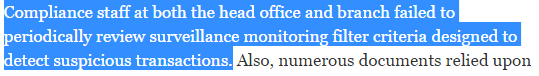 Compliance staff at both the head office and branch failed to
periodically review surveillance monitoring filter criteria designed to
detect suspicious transactions. Also, numerous documents relied upon